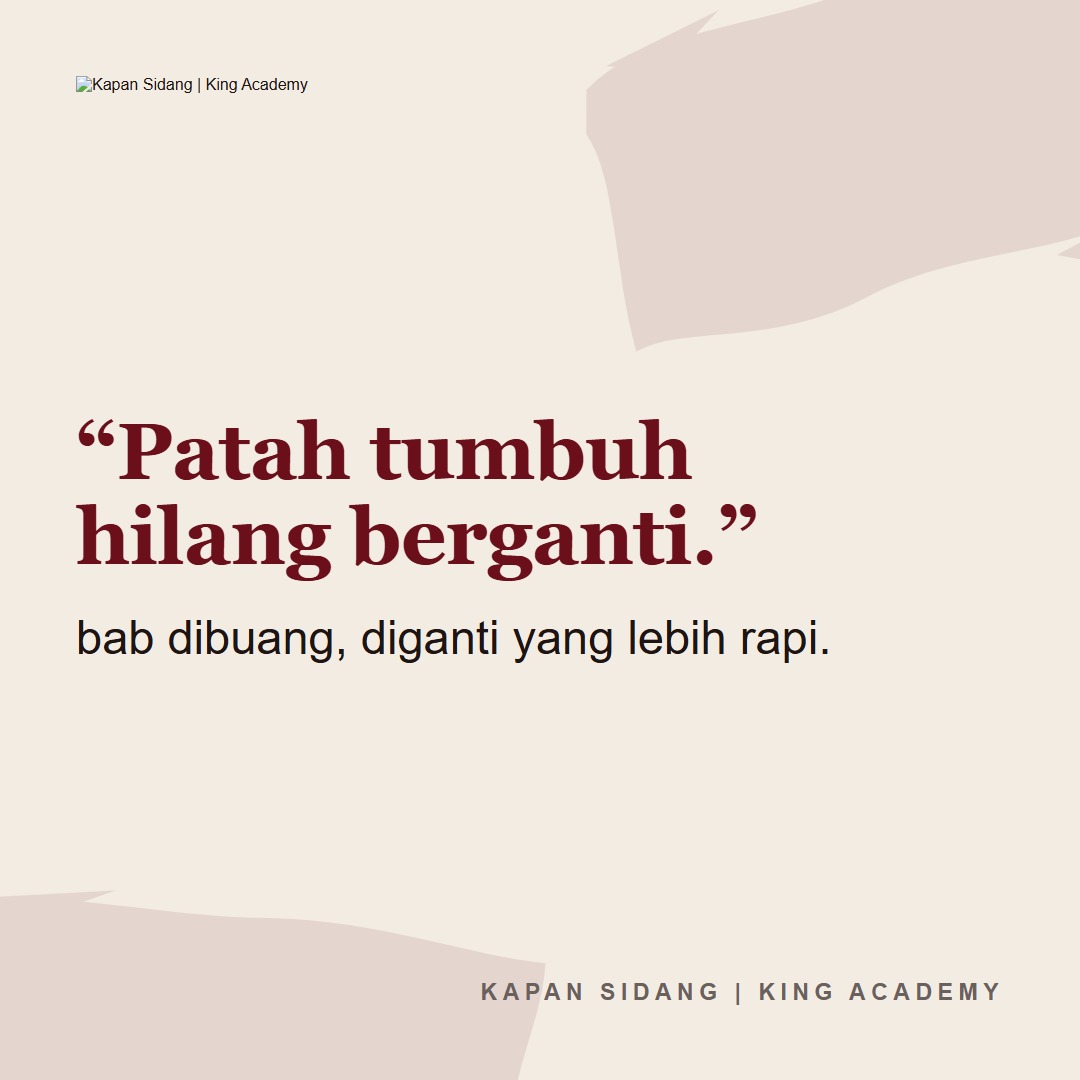 Kapan Sidang | King Academy
“Patah tumbuh
hilang berganti.”
bab dibuang, diganti yang lebih rapi.
KAPAN SIDANG | KING ACADEMY